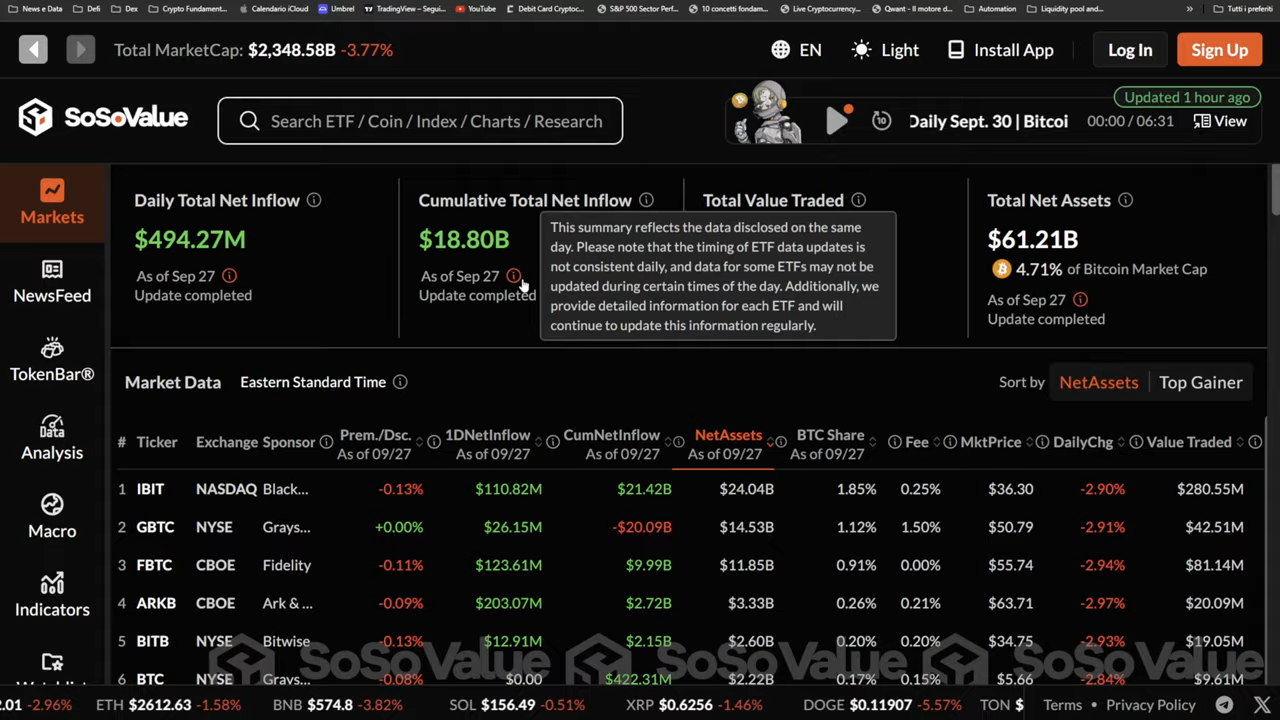 News e Data Defi Dex Crypto Fundament... Calendario iCloud Umbrel TradingView – Segui... YouTube Debit Card Cryptoc... S&P 500 Sector Perf... 10 concetti fondam... Live Cryptocurrency... Qwant - Il motore d... Automation Liquidity pool and... » Tutti i preferiti
Total MarketCap: $2,348.58B -3.77% EN Light Install App Log In Sign Up
Updated 1 hour ago
SoSoValue Search ETF / Coin / Index / Charts / Research 10 Daily Sept. 30 | Bitcoi 00:00 / 06:31 View
Markets
NewsFeed
TokenBar®
Data
Analysis
Macro
Indicators
Daily Total Net Inflow
$494.27M
As of Sep 27
Update completed
Cumulative Total Net Inflow
$18.80B
As of Sep 27
Update completed
This summary reflects the data disclosed on the same
day. Please note that the timing of ETF data updates is
not consistent daily, and data for some ETFs may not be
updated during certain times of the day. Additionally, we
provide detailed information for each ETF and will
continue to update this information regularly.
Total Value Traded
Total Net Assets
$61.21B
4.71% of Bitcoin Market Cap
As of Sep 27
Update completed
Market Data Eastern Standard Time Sort by NetAssets Top Gainer
# Ticker Exchange Sponsor Prem./Dsc. As of 09/27 1DNetInflow As of 09/27 CumNetInflow As of 09/27 NetAssets As of 09/27 BTC Share As of 09/27 Fee MktPrice DailyChg Value Traded
1 IBIT NASDAQ Black... -0.13% $110.82M $21.42B $24.04B 1.85% 0.25% $36.30 -2.90% $280.55M
2 GBTC NYSE Grays... +0.00% $26.15M -$20.09B $14.53B 1.12% 1.50% $50.79 -2.91% $42.51M
3 FBTC CBOE Fidelity -0.11% $123.61M $9.99B $11.85B 0.91% 0.00% $55.74 -2.94% $81.14M
4 ARKB CBOE Ark & ... -0.09% $203.07M $2.72B $3.33B 0.26% 0.21% $63.71 -2.97% $20.09M
5 BITB NYSE Bitwise -0.13% $12.91M $2.15B $2.60B 0.20% 0.20% $34.75 -2.93% $19.05M
SoSoValue SoSoValue SoSoValue
6 BTC NYSE Grays... -0.08% $0.00 $422.31M $2.22B 0.17% 0.15% $5.66 -2.84% $9.61M
2.01 -2.96% ETH $2612.63 -1.58% BNB $574.8 -3.82% SOL $156.49 -0.51% XRP $0.6256 -1.46% DOGE $0.11907 -5.57% TON $ Terms • Privacy Policy